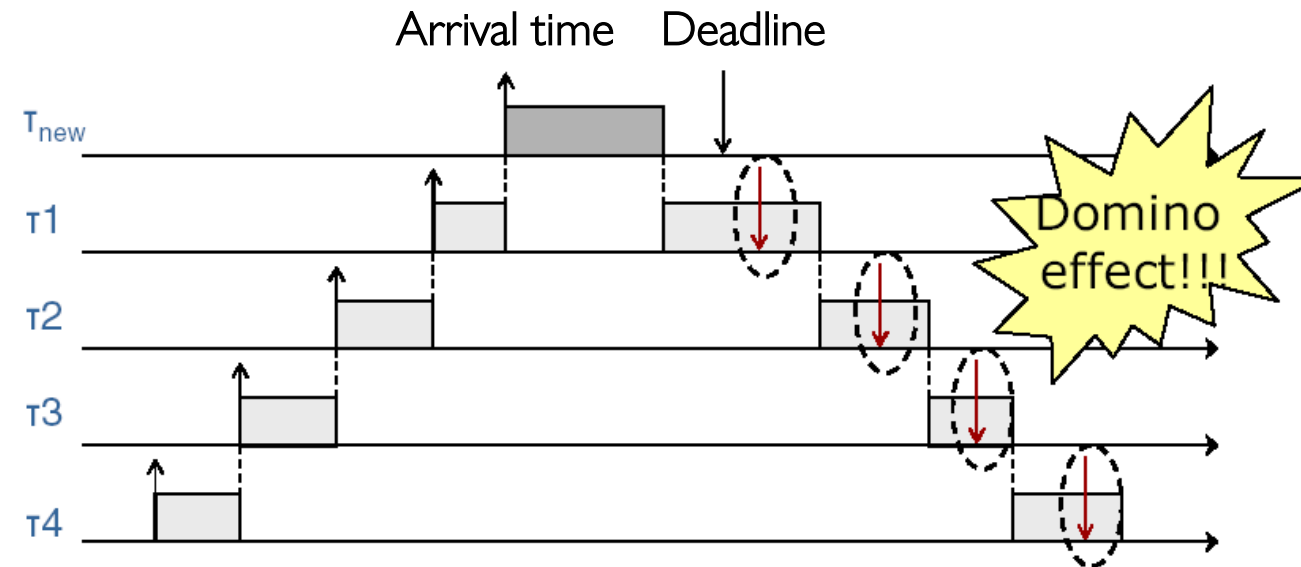 Arrival time Deadline
τnew
τ1
Domino
effect!!!
τ2
τ3
τ4